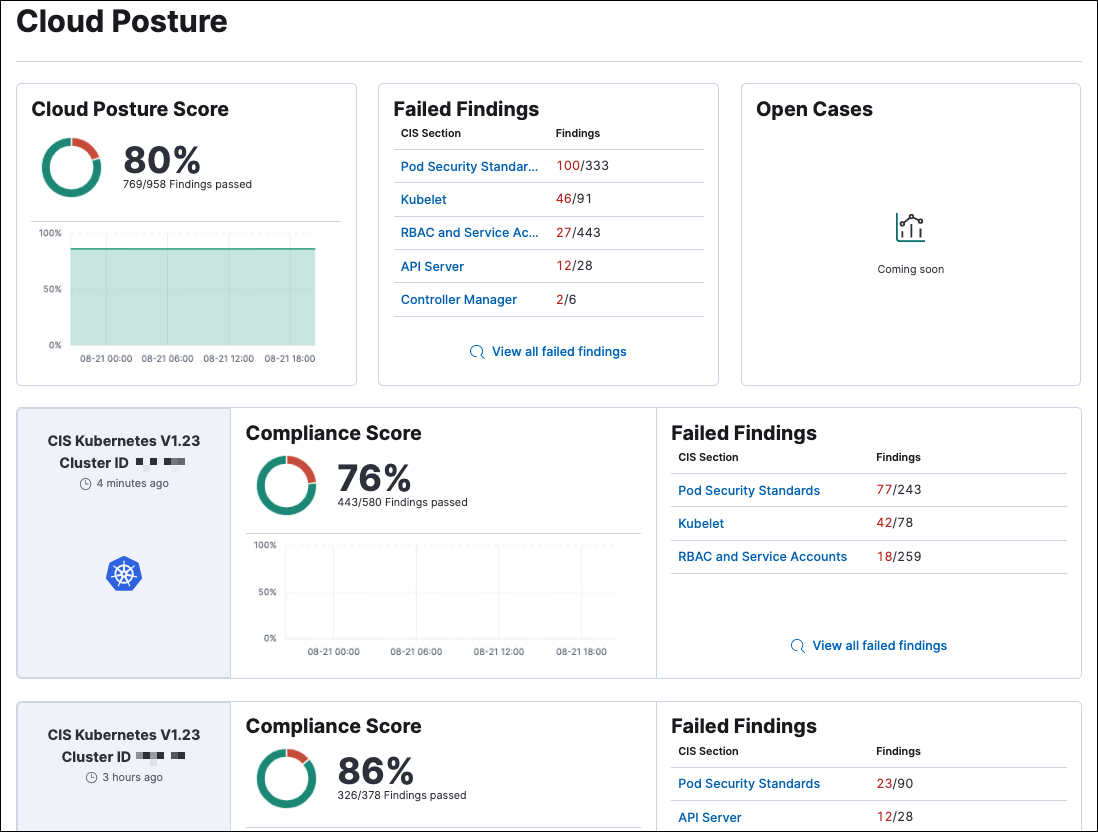 Cloud Posture
Cloud Posture Score
80%
769/958 Findings passed
100%
50%
0%
08-21 00:00 08-21 06:00 08-21 12:00 08-21 18:00
Failed Findings
CIS Section Findings
Pod Security Standar... 100/333
Kubelet 46/91
RBAC and Service Ac... 27/443
API Server 12/28
Controller Manager 2/6
View all failed findings
Open Cases
Coming soon
CIS Kubernetes V1.23
Cluster ID
4 minutes ago
Compliance Score
76%
443/580 Findings passed
100%
50%
0%
08-21 00:00 08-21 06:00 08-21 12:00 08-21 18:00
Failed Findings
CIS Section Findings
Pod Security Standards 77/243
Kubelet 42/78
RBAC and Service Accounts 18/259
View all failed findings
CIS Kubernetes V1.23
Cluster ID
3 hours ago
Compliance Score
86%
326/378 Findings passed
Failed Findings
CIS Section Findings
Pod Security Standards 23/90
API Server 12/28